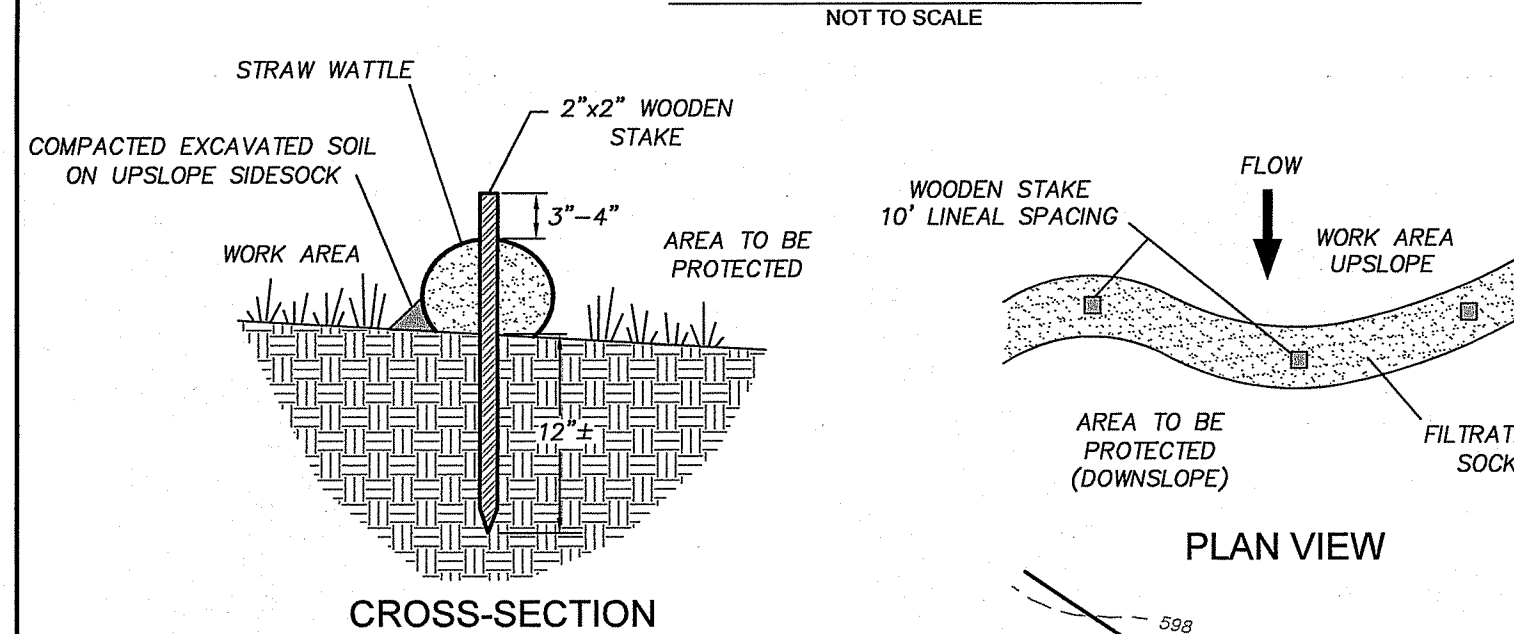 NOT TO SCALE
STRAW WATTLE
2"x2" WOODEN
STAKE
COMPACTED EXCAVATED SOIL
ON UPSLOPE SIDESOCK
3"-4"
WORK AREA
AREA TO BE
PROTECTED
12"±
CROSS-SECTION
FLOW
WOODEN STAKE
10' LINEAL SPACING
WORK AREA
UPSLOPE
AREA TO BE
PROTECTED
(DOWNSLOPE)
FILTRAT
SOCK
PLAN VIEW
598